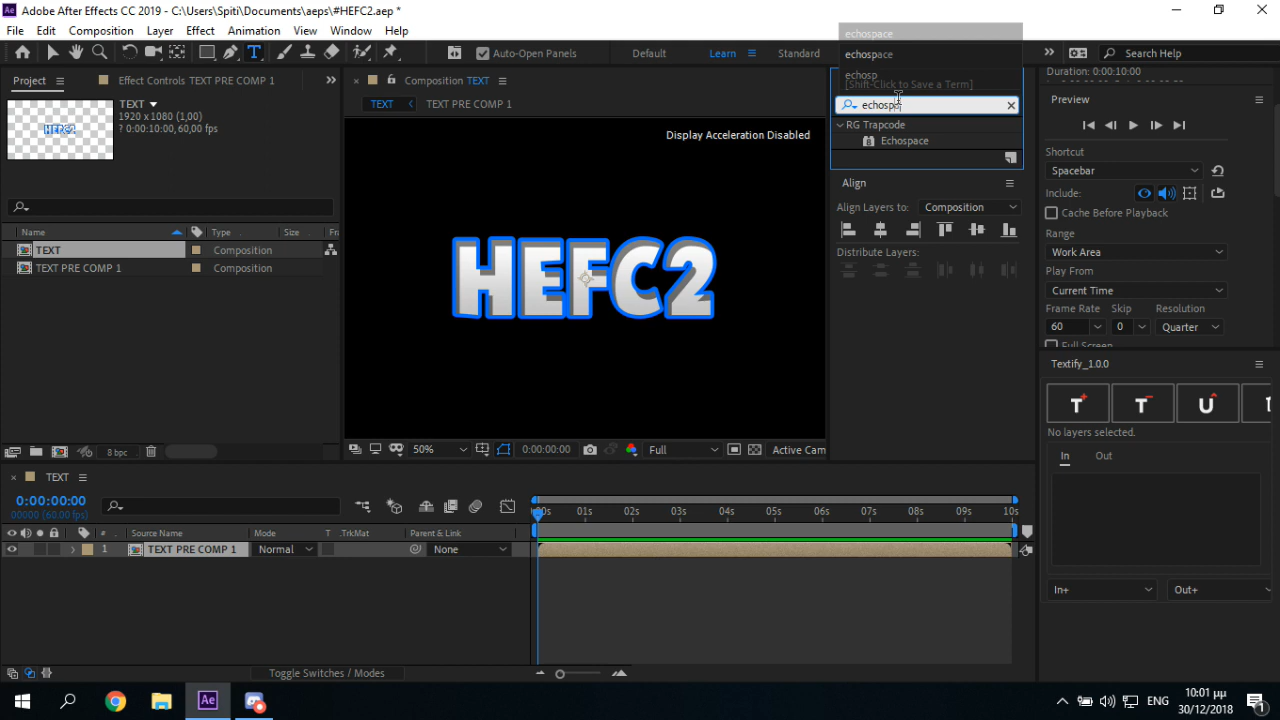 Adobe After Effects CC 2019 - C:\Users\Spiti\Documents\aeps\#HEFC2.aep *
File Edit Composition Layer Effect Animation View Window Help
Auto-Open Panels Default Learn Standard Search Help
echospace
echospace
echosp
[Shift-Click to Save a Term]
echosp
RG Trapcode
Echospace
Project Effect Controls TEXT PRE COMP 1
TEXT
1920 x 1080 (1,00)
? 0:00:10:00, 60,00 fps
HEFC2
Name Type Size Fra
TEXT Composition
TEXT PRE COMP 1 Composition
8 bpc
Composition TEXT
TEXT TEXT PRE COMP 1
Display Acceleration Disabled
HEFC2
50% 0:00:00:00 Full Active Cam
Align
Align Layers to: Composition
Distribute Layers:
Duration: 0:00:10:00
Preview
Shortcut
Spacebar
Include:
Cache Before Playback
Range
Work Area
Play From
Current Time
Frame Rate Skip Resolution
60 0 Quarter
Full Screen
Textify_1.0.0
T T U
No layers selected.
In Out
In+ Out+
TEXT
0:00:00:00
00000 (60.00 fps)
# Source Name Mode T .TrkMat Parent & Link
1 TEXT PRE COMP 1 Normal None
:00s 01s 02s 03s 04s 05s 06s 07s 08s 09s 10s
Toggle Switches / Modes
Ae
ENG
10:01 μμ
30/12/2018
1